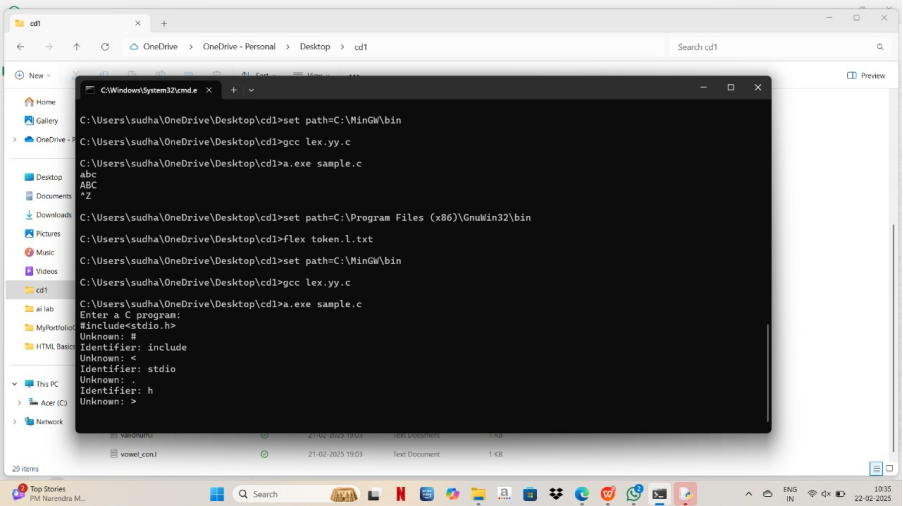 cd1
OneDrive > OneDrive - Personal > Desktop > cd1
Search cd1
New
Preview
Home
Gallery
OneDrive - P
Desktop
Documents
Downloads
Pictures
Music
Videos
cd1
ai lab
MyPortfolio
HTML Basics
This PC
Acer (C:)
Network
C:\Windows\System32\cmd.e
C:\Users\sudha\OneDrive\Desktop\cd1>set path=C:\MinGW\bin
C:\Users\sudha\OneDrive\Desktop\cd1>gcc lex.yy.c
C:\Users\sudha\OneDrive\Desktop\cd1>a.exe sample.c
abc
ABC
^Z
C:\Users\sudha\OneDrive\Desktop\cd1>set path=C:\Program Files (x86)\GnuWin32\bin
C:\Users\sudha\OneDrive\Desktop\cd1>flex token.l.txt
C:\Users\sudha\OneDrive\Desktop\cd1>set path=C:\MinGW\bin
C:\Users\sudha\OneDrive\Desktop\cd1>gcc lex.yy.c
C:\Users\sudha\OneDrive\Desktop\cd1>a.exe sample.c
Enter a C program:
#include<stdio.h>
Unknown: #
Identifier: include
Unknown: <
Identifier: stdio
Unknown: .
Identifier: h
Unknown: >
21-02-2025 19:03 Text Document 1 KB
vowel_con.l 21-02-2025 19:03 Text Document 1 KB
29 items
Top Stories
PM Narendra M...
Search
ENG
IN
10:35
22-02-2025